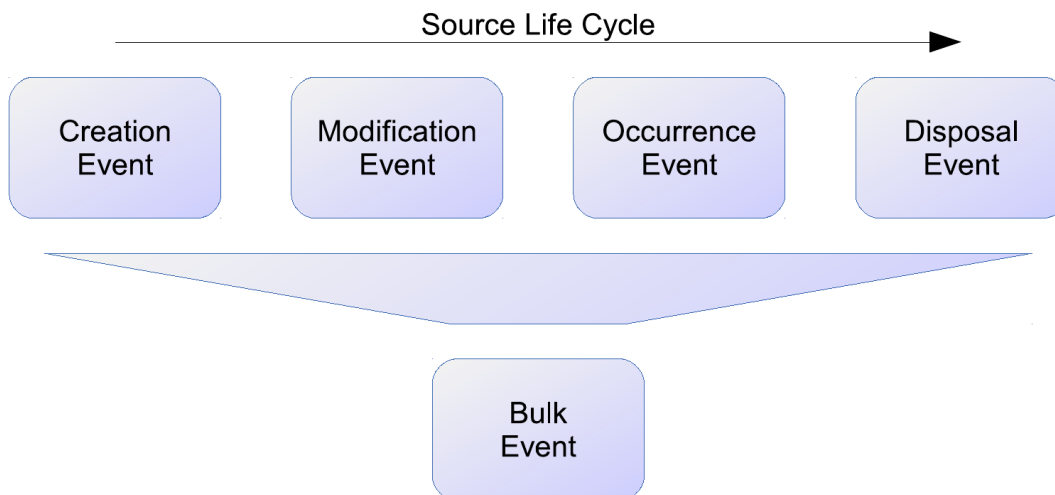 Source Life Cycle
Creation
Event
Modification
Event
Occurrence
Event
Disposal
Event
Bulk
Event